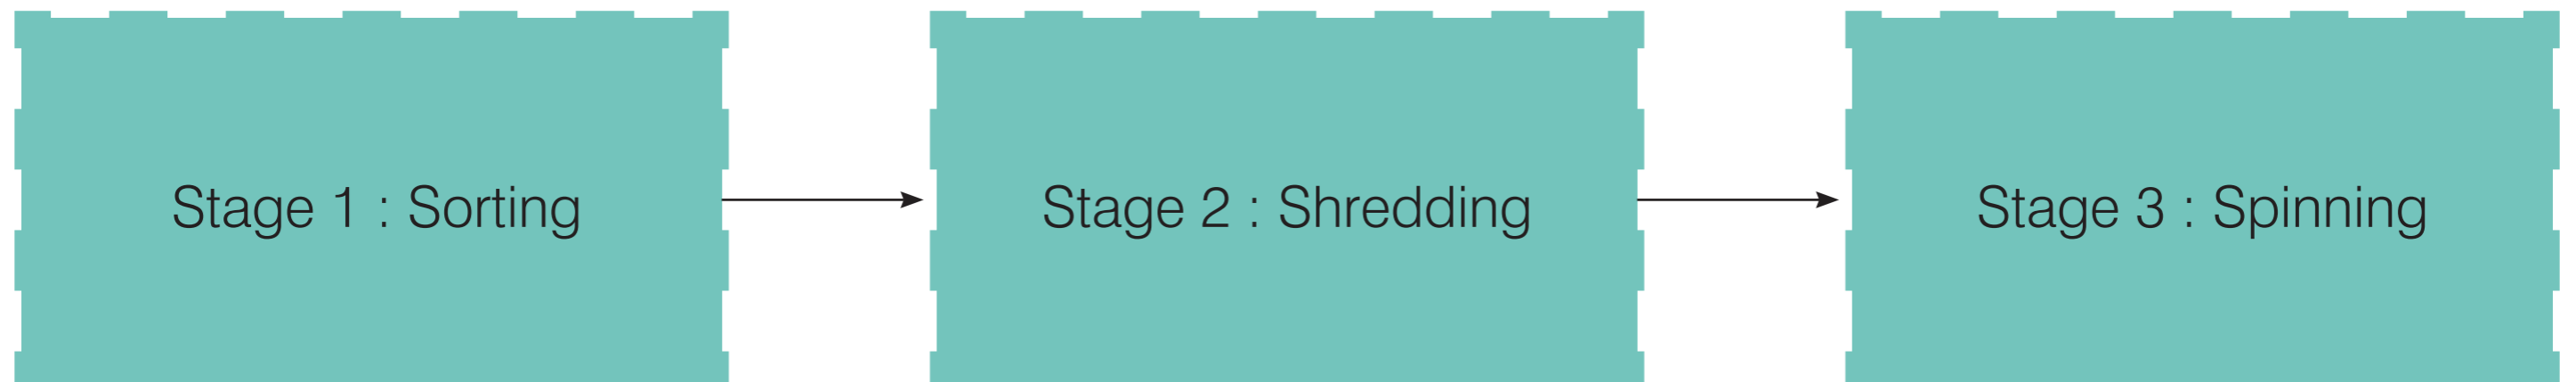 Stage 1 : Sorting
Stage 2 : Shredding
Stage 3 : Spinning